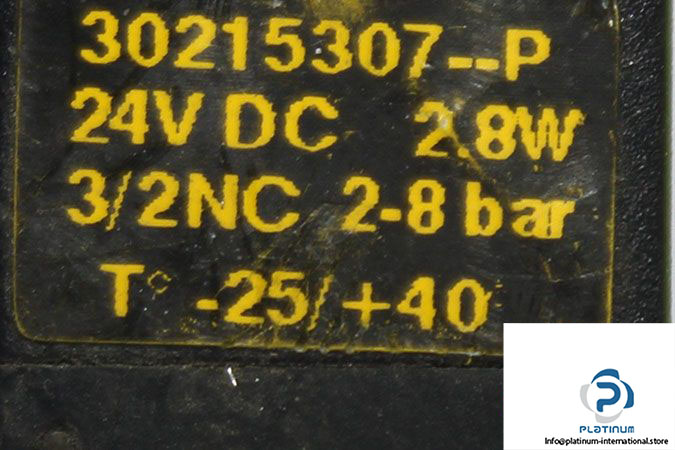 30215307--P
24V DC 2.8W
3/2NC 2-8 bar
T° -25/+40
PLATINUM
Info@platinum-international.store